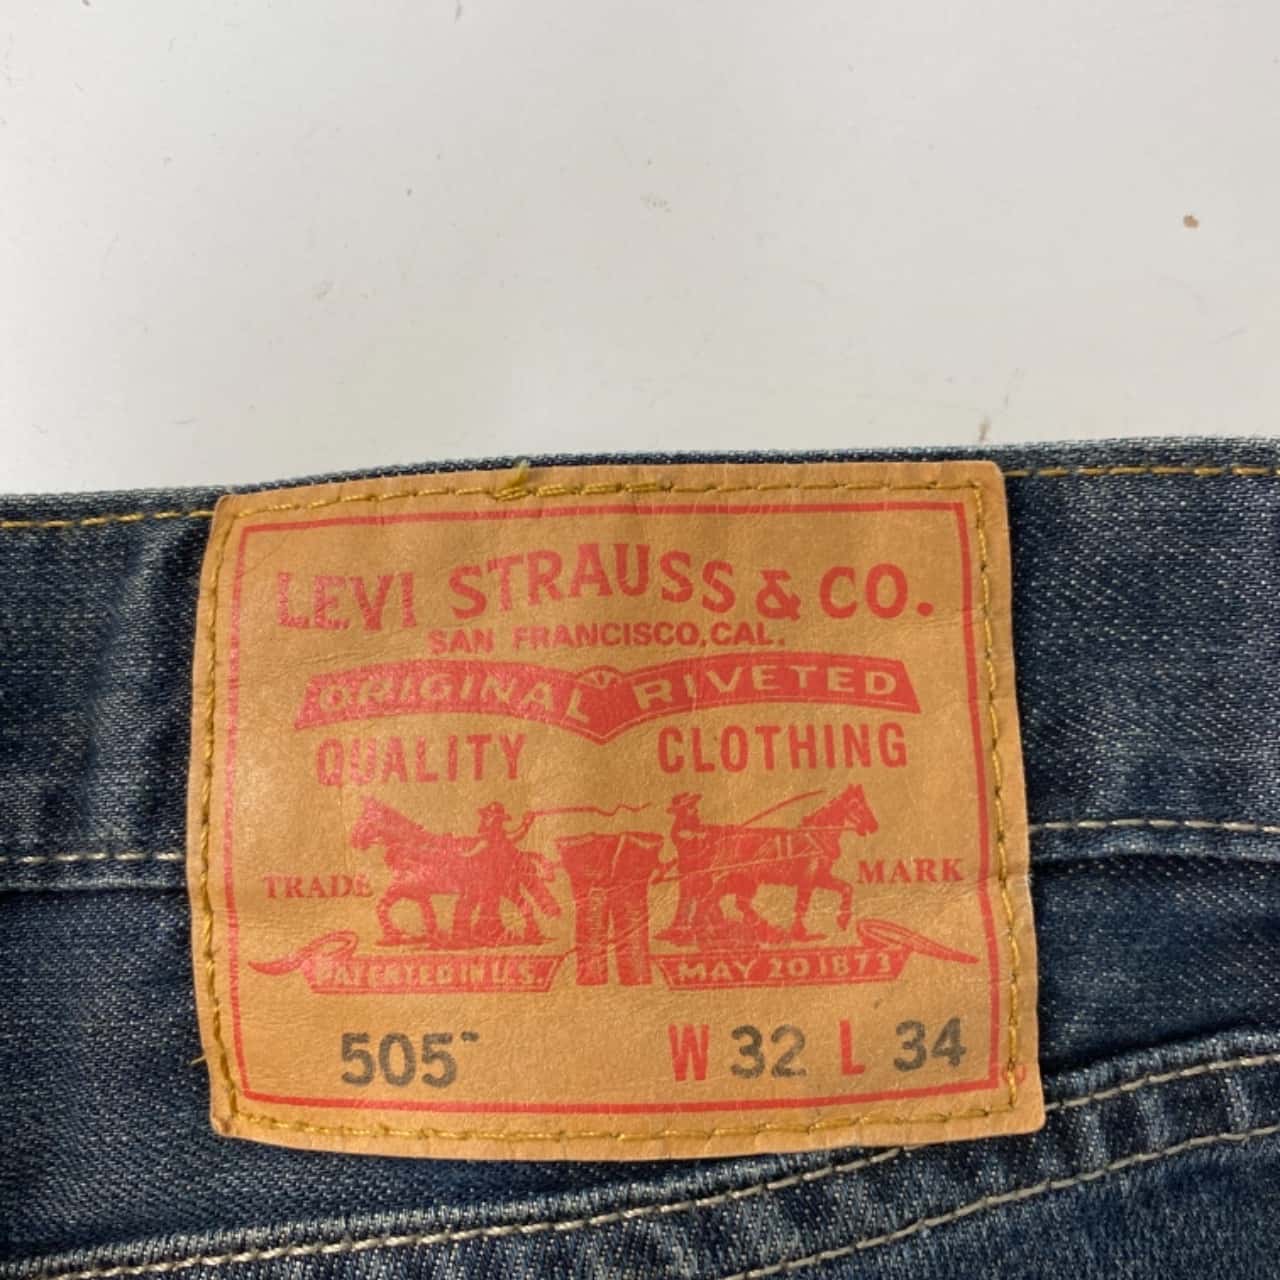 LEVI STRAUSS & CO.
SAN FRANCISCO, CAL.
ORIGINAL RIVETED
QUALITY CLOTHING
TRADE MARK
PATENTED IN U.S. MAY 20 1873
505™ W 32 L 34
®